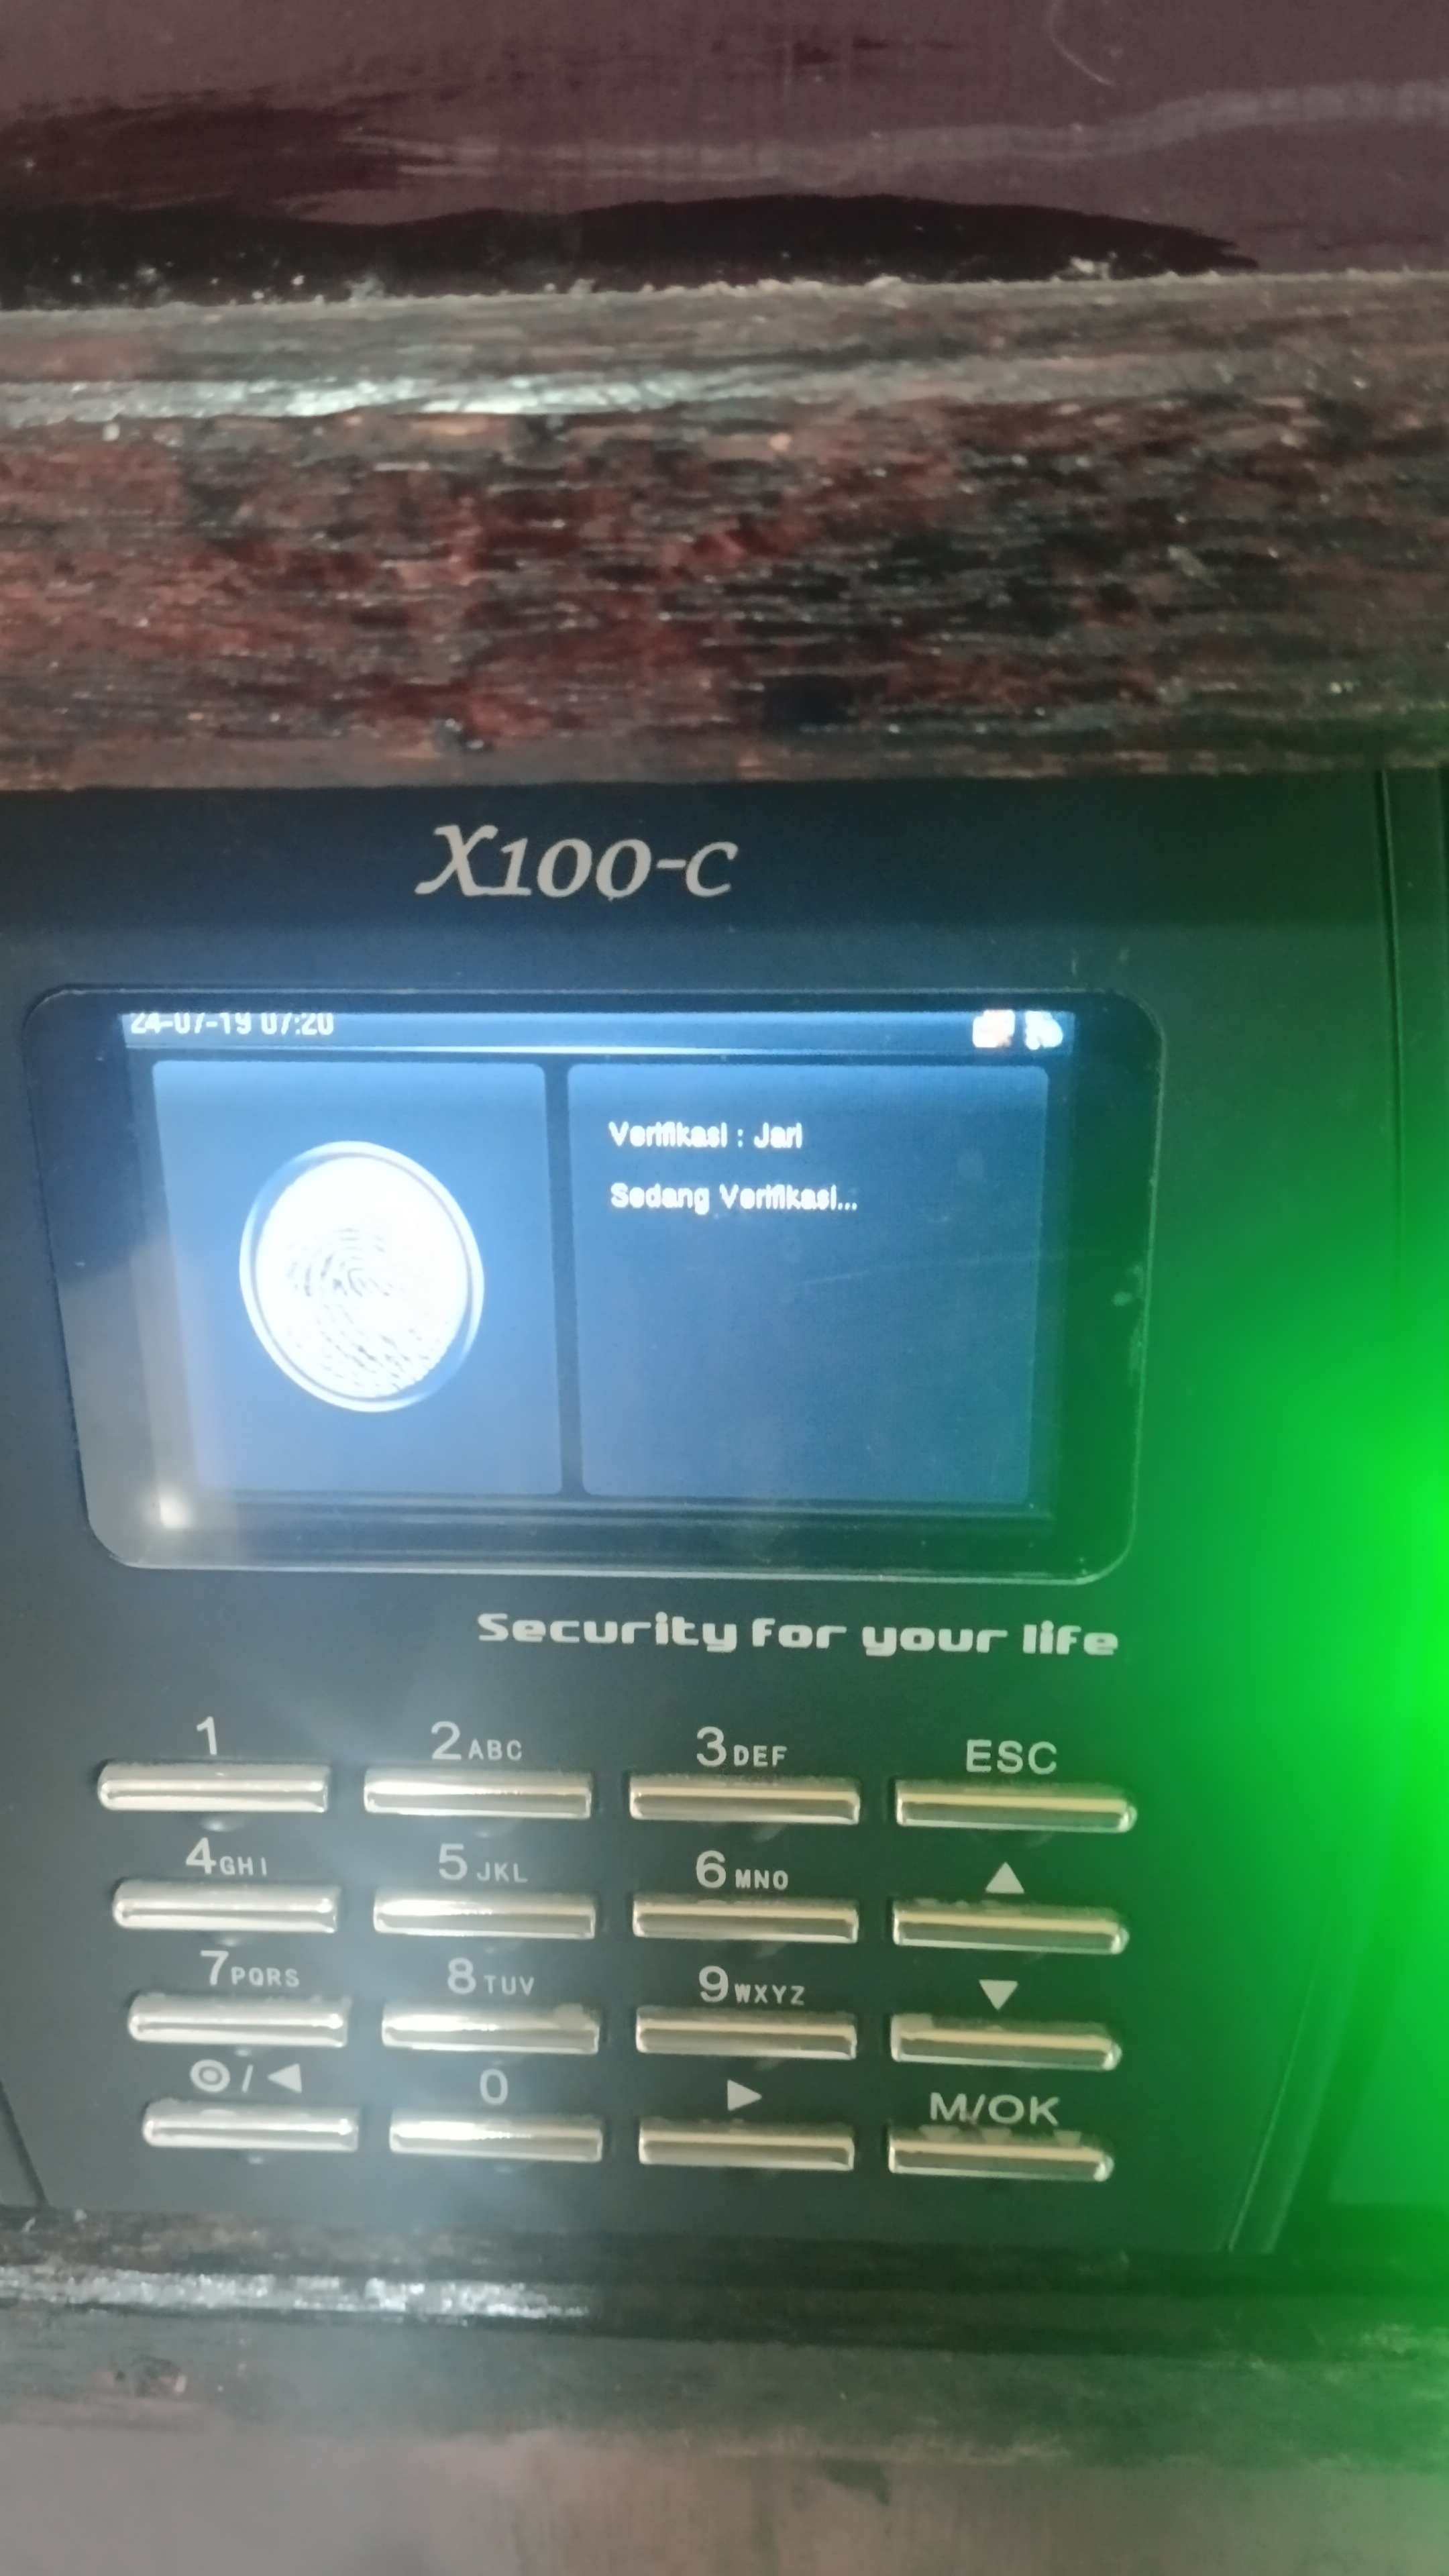 X100-C
24-07-19 07:20
Verifikasi : Jari
Sedang Verifikasi...
Security for your life
1 2ABC 3DEF ESC
4GHI 5JKL 6MNO ▲
7PQRS 8TUV 9WXYZ ▼
◎/◀ 0 ▶ M/OK